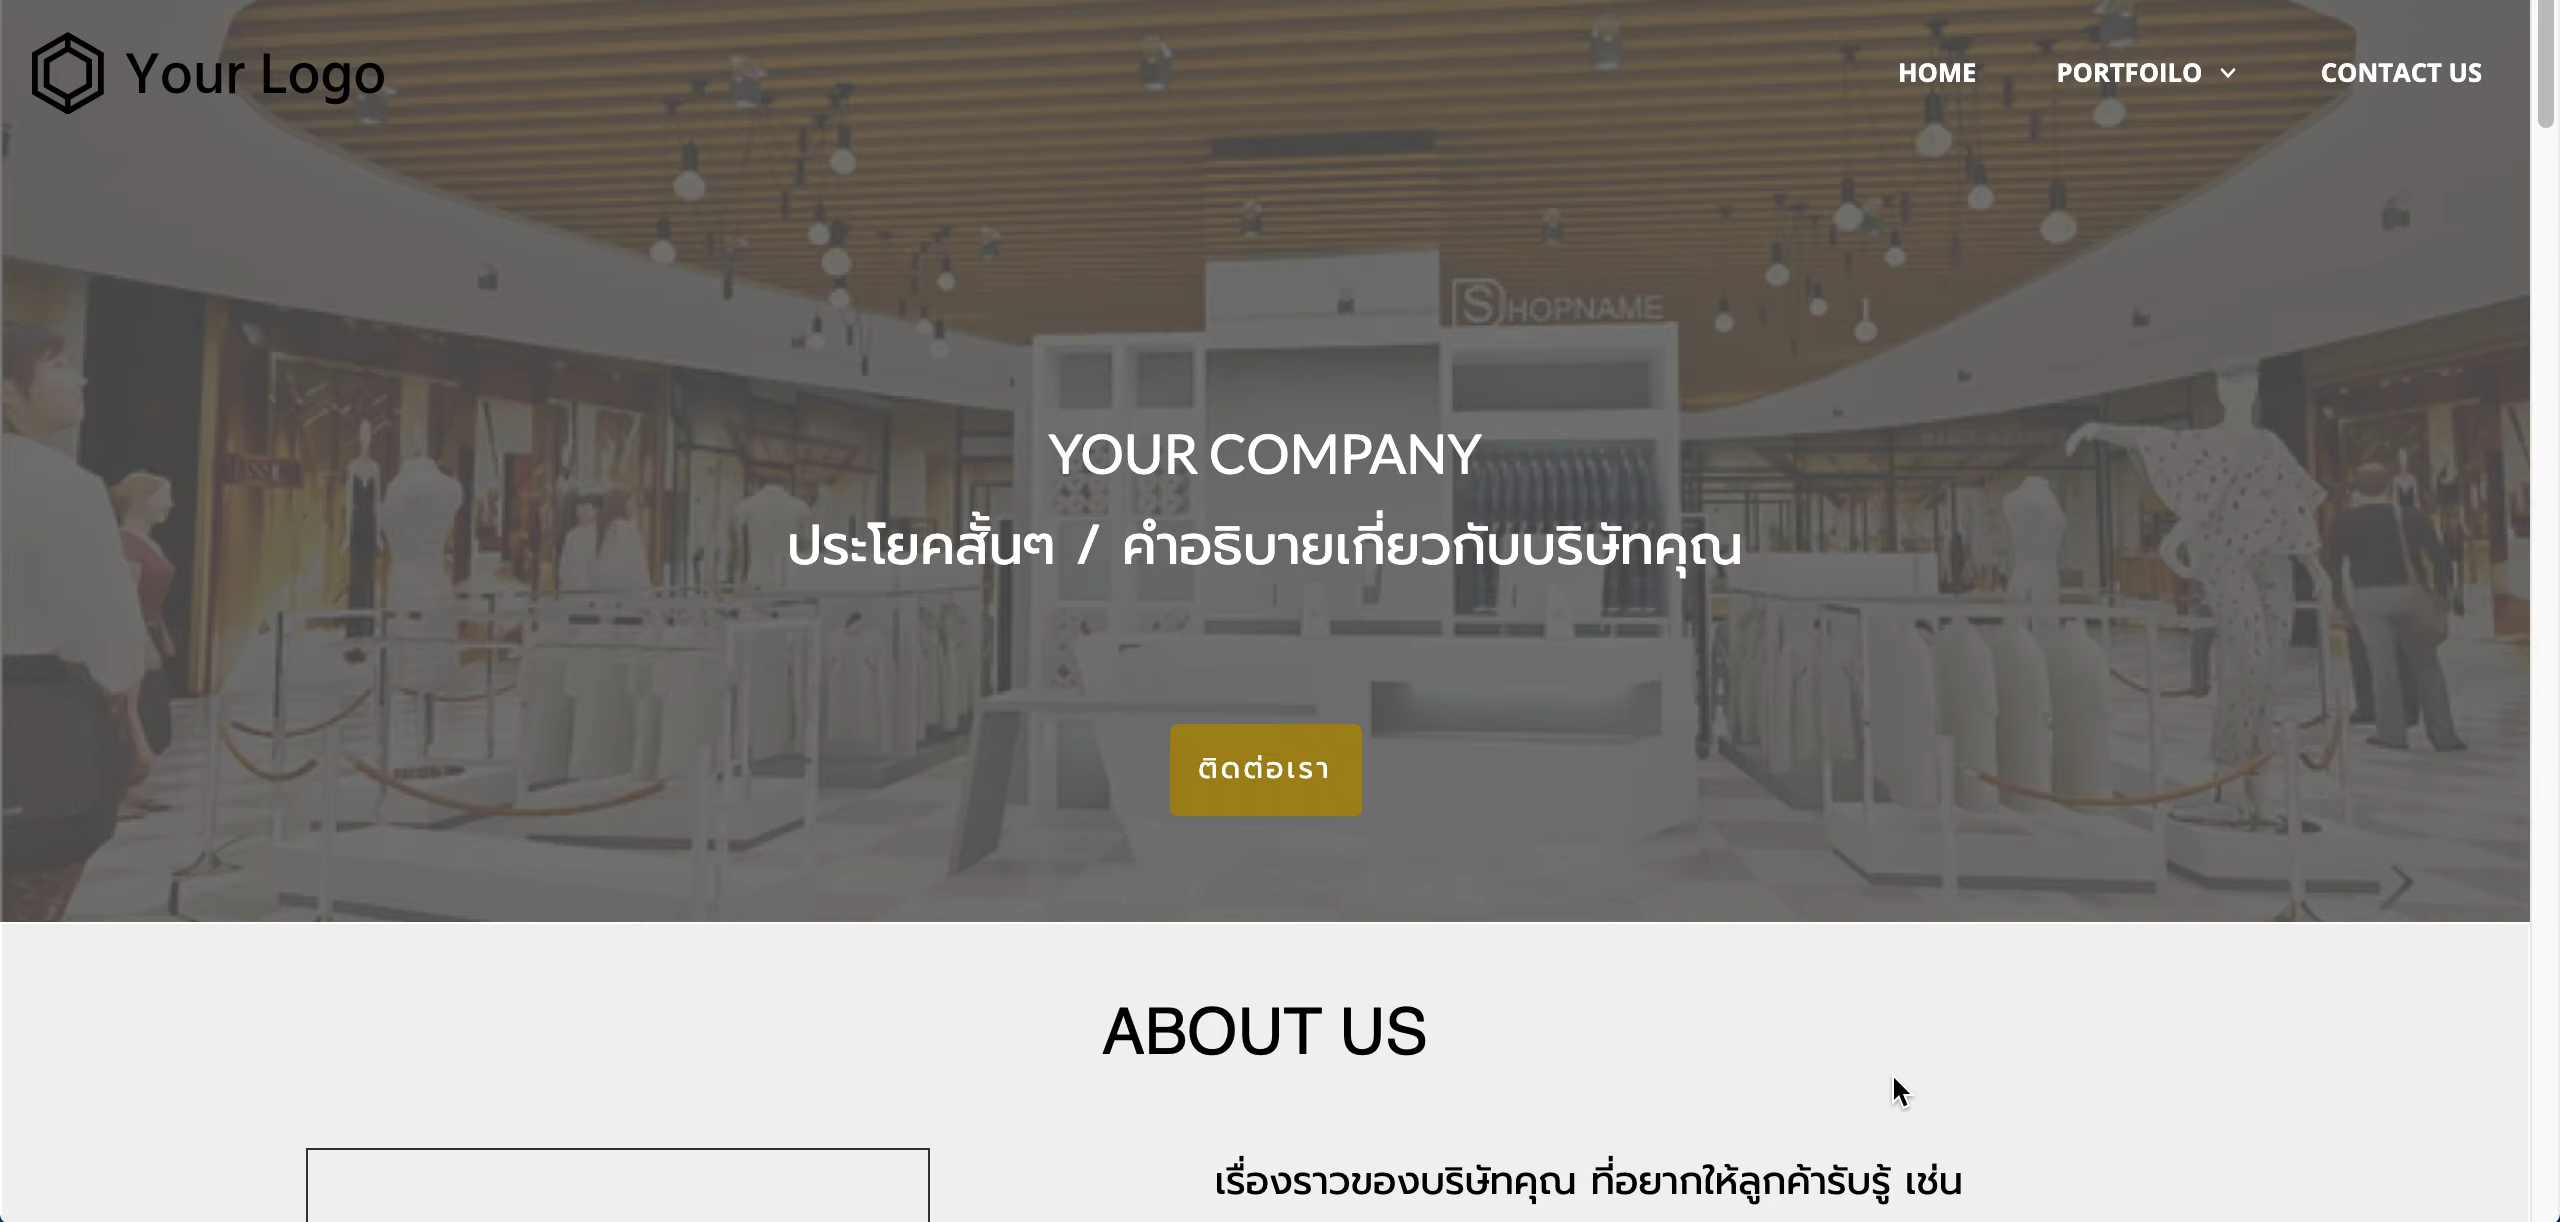 Your Logo
HOME PORTFOILO CONTACT US
SHOPNAME
YOUR COMPANY
ประโยคสั้นๆ / คำอธิบายเกี่ยวกับบริษัทคุณ
ติดต่อเรา
ABOUT US
เรื่องราวของบริษัทคุณ ที่อยากให้ลูกค้ารับรู้ เช่น